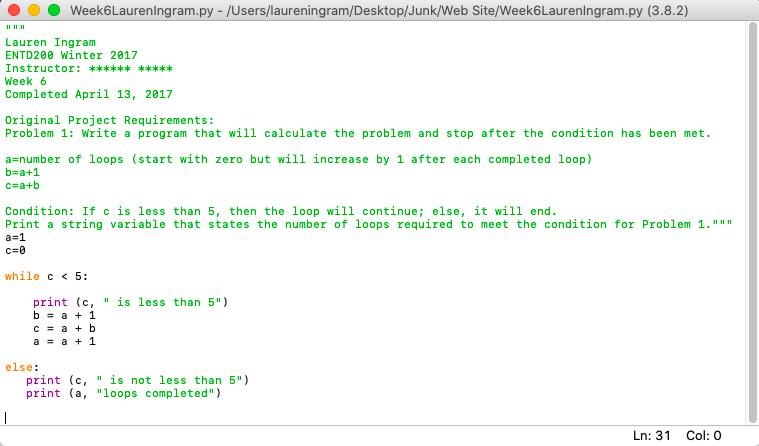 Week6LaurenIngram.py - /Users/laureningram/Desktop/Junk/Web Site/Week6LaurenIngram.py (3.8.2)
"""
Lauren Ingram
ENTD200 Winter 2017
Instructor: ****** *****
Week 6
Completed April 13, 2017

Original Project Requirements:
Problem 1: Write a program that will calculate the problem and stop after the condition has been met.

a=number of loops (start with zero but will increase by 1 after each completed loop)
b=a+1
c=a+b

Condition: If c is less than 5, then the loop will continue; else, it will end.
Print a string variable that states the number of loops required to meet the condition for Problem 1."""
a=1
c=0

while c < 5:

    print (c, " is less than 5")
    b = a + 1
    c = a + b
    a = a + 1

else:
   print (c, " is not less than 5")
   print (a, "loops completed")

Ln: 31 Col: 0